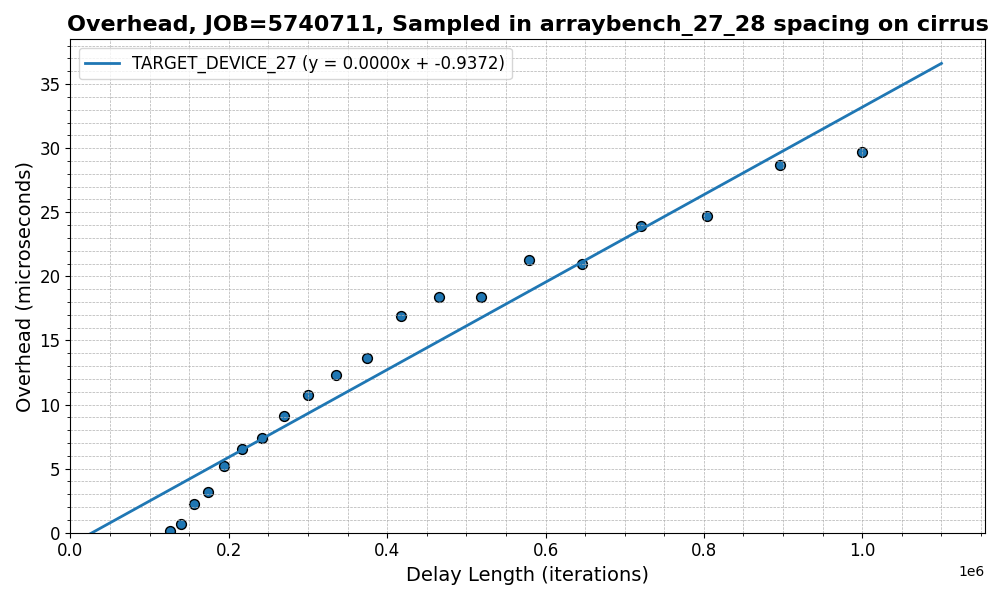 Overhead, JOB=5740711, Sampled in arraybench_27_28 spacing on cirrus
TARGET_DEVICE_27 (y = 0.0000x + -0.9372)
Overhead (microseconds)
35
30
25
20
15
10
5
0
0.0
0.2
0.4
0.6
0.8
1.0
1e6
Delay Length (iterations)